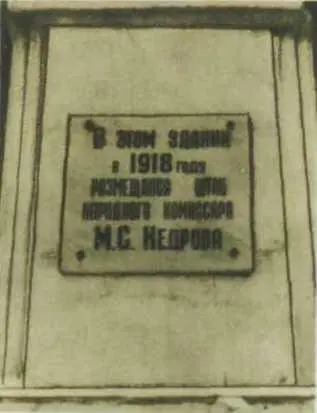 В ЭТОМ ЗДАНИИ
в 1918 году
РАЗМЕЩАЛСЯ ШТАБ
НАРОДНОГО КОМИССАРА
М.С. КЕДРОВА